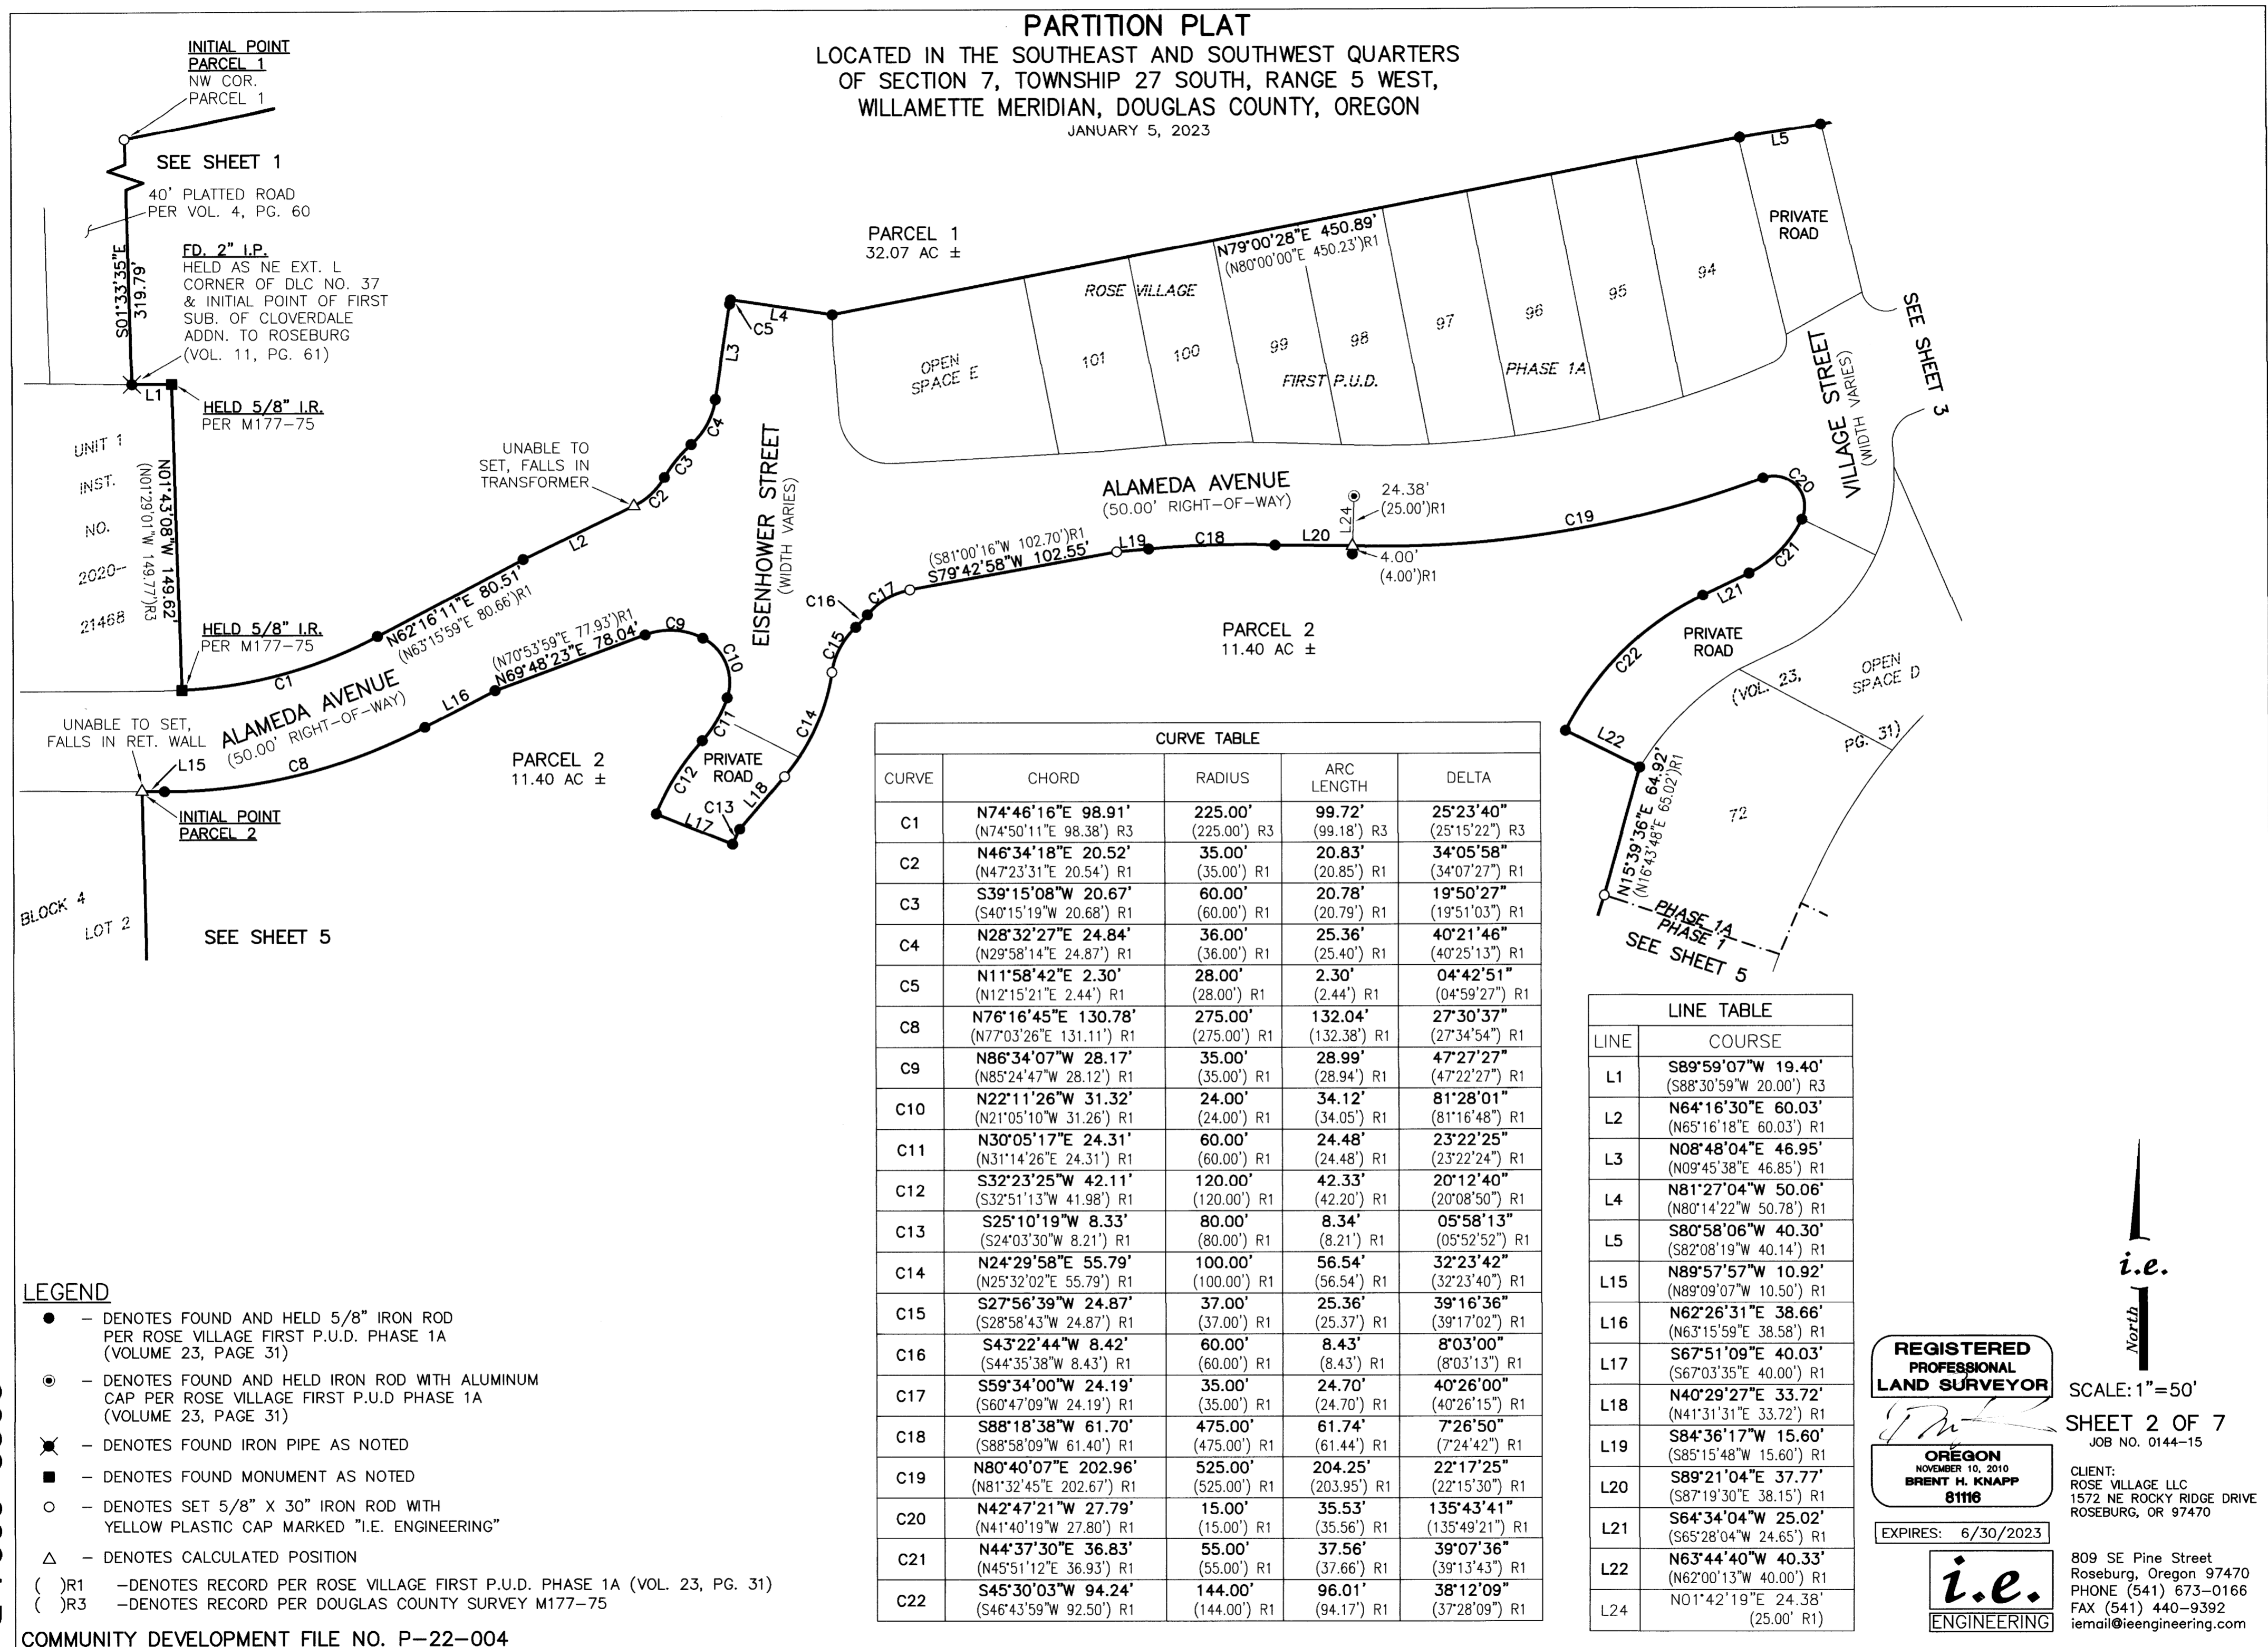 PARTITION PLAT
LOCATED IN THE SOUTHEAST AND SOUTHWEST QUARTERS
OF SECTION 7, TOWNSHIP 27 SOUTH, RANGE 5 WEST,
WILLAMETTE MERIDIAN, DOUGLAS COUNTY, OREGON
JANUARY 5, 2023
INITIAL POINT
PARCEL 1
NW COR.
PARCEL 1
SEE SHEET 1
40' PLATTED ROAD
PER VOL. 4, PG. 60
S01°33'35"E
319.79'
FD. 2" I.P.
HELD AS NE EXT. L
CORNER OF DLC NO. 37
& INITIAL POINT OF FIRST
SUB. OF CLOVERDALE
ADDN. TO ROSEBURG
(VOL. 11, PG. 61)
L1
HELD 5/8" I.R.
PER M177-75
UNIT 1
INST.
NO.
2020-
21468
N01°43'08"W 149.62'
(N01°29'01"W 149.77')R3
HELD 5/8" I.R.
PER M177-75
C1
N62°16'11"E 80.51'
(N63°15'59"E 80.66')R1
L2
UNABLE TO
SET, FALLS IN
TRANSFORMER
C2
C3
C4
L3
C5
L4
PARCEL 1
32.07 AC ±
N79°00'28"E 450.89'
(N80°00'00"E 450.23')R1
L5
PRIVATE
ROAD
ROSE VILLAGE
FIRST P.U.D.
PHASE 1A
OPEN
SPACE E
101
100
99
98
97
96
95
94
SEE SHEET 3
VILLAGE STREET
(WIDTH VARIES)
EISENHOWER STREET
(WIDTH VARIES)
ALAMEDA AVENUE
(50.00' RIGHT-OF-WAY)
24.38'
(25.00')R1
L24
4.00'
(4.00')R1
(S81°00'16"W 102.70')R1
S79°42'58"W 102.55'
L19
C18
L20
C19
C20
C21
L21
C22
L22
PRIVATE
ROAD
(VOL. 23,
PG. 31)
OPEN
SPACE D
72
N15°39'36"E 64.92'
(N16°43'48"E 65.02')R1
PHASE 1A
PHASE 1
SEE SHEET 5
PARCEL 2
11.40 AC ±
C17
C16
C15
C14
L18
C13
L17
C12
C11
C10
C9
PRIVATE
ROAD
(N70°53'59"E 77.93')R1
N69°48'23"E 78.04'
L16
ALAMEDA AVENUE
(50.00' RIGHT-OF-WAY)
C8
PARCEL 2
11.40 AC ±
UNABLE TO SET,
FALLS IN RET. WALL
L15
INITIAL POINT
PARCEL 2
BLOCK 4
LOT 2
SEE SHEET 5
CURVE TABLE
CURVE CHORD RADIUS ARC LENGTH DELTA
C1 N74°46'16"E 98.91' 225.00' 99.72' 25°23'40"
(N74°50'11"E 98.38') R3 (225.00') R3 (99.18') R3 (25°15'22") R3
C2 N46°34'18"E 20.52' 35.00' 20.83' 34°05'58"
(N47°23'31"E 20.54') R1 (35.00') R1 (20.85') R1 (34°07'27") R1
C3 S39°15'08"W 20.67' 60.00' 20.78' 19°50'27"
(S40°15'19"W 20.68') R1 (60.00') R1 (20.79') R1 (19°51'03") R1
C4 N28°32'27"E 24.84' 36.00' 25.36' 40°21'46"
(N29°58'14"E 24.87') R1 (36.00') R1 (25.40') R1 (40°25'13") R1
C5 N11°58'42"E 2.30' 28.00' 2.30' 04°42'51"
(N12°15'21"E 2.44') R1 (28.00') R1 (2.44') R1 (04°59'27") R1
C8 N76°16'45"E 130.78' 275.00' 132.04' 27°30'37"
(N77°03'26"E 131.11') R1 (275.00') R1 (132.38') R1 (27°34'54") R1
C9 N86°34'07"W 28.17' 35.00' 28.99' 47°27'27"
(N85°24'47"W 28.12') R1 (35.00') R1 (28.94') R1 (47°22'27") R1
C10 N22°11'26"W 31.32' 24.00' 34.12' 81°28'01"
(N21°05'10"W 31.26') R1 (24.00') R1 (34.05') R1 (81°16'48") R1
C11 N30°05'17"E 24.31' 60.00' 24.48' 23°22'25"
(N31°14'26"E 24.31') R1 (60.00') R1 (24.48') R1 (23°22'24") R1
C12 S32°23'25"W 42.11' 120.00' 42.33' 20°12'40"
(S32°51'13"W 41.98') R1 (120.00') R1 (42.20') R1 (20°08'50") R1
C13 S25°10'19"W 8.33' 80.00' 8.34' 05°58'13"
(S24°03'30"W 8.21') R1 (80.00') R1 (8.21') R1 (05°52'52") R1
C14 N24°29'58"E 55.79' 100.00' 56.54' 32°23'42"
(N25°32'02"E 55.79') R1 (100.00') R1 (56.54') R1 (32°23'40") R1
C15 S27°56'39"W 24.87' 37.00' 25.36' 39°16'36"
(S28°58'43"W 24.87') R1 (37.00') R1 (25.37') R1 (39°17'02") R1
C16 S43°22'44"W 8.42' 60.00' 8.43' 8°03'00"
(S44°35'38"W 8.43') R1 (60.00') R1 (8.43') R1 (8°03'13") R1
C17 S59°34'00"W 24.19' 35.00' 24.70' 40°26'00"
(S60°47'09"W 24.19') R1 (35.00') R1 (24.70') R1 (40°26'15") R1
C18 S88°18'38"W 61.70' 475.00' 61.74' 7°26'50"
(S88°58'09"W 61.40') R1 (475.00') R1 (61.44') R1 (7°24'42") R1
C19 N80°40'07"E 202.96' 525.00' 204.25' 22°17'25"
(N81°32'45"E 202.67') R1 (525.00') R1 (203.95') R1 (22°15'30") R1
C20 N42°47'21"W 27.79' 15.00' 35.53' 135°43'41"
(N41°40'19"W 27.80') R1 (15.00') R1 (35.56') R1 (135°49'21") R1
C21 N44°37'30"E 36.83' 55.00' 37.56' 39°07'36"
(N45°51'12"E 36.93') R1 (55.00') R1 (37.66') R1 (39°13'43") R1
C22 S45°30'03"W 94.24' 144.00' 96.01' 38°12'09"
(S46°43'59"W 92.50') R1 (144.00') R1 (94.17') R1 (37°28'09") R1
LINE TABLE
LINE COURSE
L1 S89°59'07"W 19.40'
(S88°30'59"W 20.00') R3
L2 N64°16'30"E 60.03'
(N65°16'18"E 60.03') R1
L3 N08°48'04"E 46.95'
(N09°45'38"E 46.85') R1
L4 N81°27'04"W 50.06'
(N80°14'22"W 50.78') R1
L5 S80°58'06"W 40.30'
(S82°08'19"W 40.14') R1
L15 N89°57'57"W 10.92'
(N89°09'07"W 10.50') R1
L16 N62°26'31"E 38.66'
(N63°15'59"E 38.58') R1
L17 S67°51'09"E 40.03'
(S67°03'35"E 40.00') R1
L18 N40°29'27"E 33.72'
(N41°31'31"E 33.72') R1
L19 S84°36'17"W 15.60'
(S85°15'48"W 15.60') R1
L20 S89°21'04"E 37.77'
(S87°19'30"E 38.15') R1
L21 S64°34'04"W 25.02'
(S65°28'04"W 24.65') R1
L22 N63°44'40"W 40.33'
(N62°00'13"W 40.00') R1
L24 N01°42'19"E 24.38'
(25.00' R1)
LEGEND
● – DENOTES FOUND AND HELD 5/8" IRON ROD
PER ROSE VILLAGE FIRST P.U.D. PHASE 1A
(VOLUME 23, PAGE 31)
– DENOTES FOUND AND HELD IRON ROD WITH ALUMINUM
CAP PER ROSE VILLAGE FIRST P.U.D PHASE 1A
(VOLUME 23, PAGE 31)
– DENOTES FOUND IRON PIPE AS NOTED
■ – DENOTES FOUND MONUMENT AS NOTED
○ – DENOTES SET 5/8" X 30" IRON ROD WITH
YELLOW PLASTIC CAP MARKED "I.E. ENGINEERING"
△ – DENOTES CALCULATED POSITION
( )R1 –DENOTES RECORD PER ROSE VILLAGE FIRST P.U.D. PHASE 1A (VOL. 23, PG. 31)
( )R3 –DENOTES RECORD PER DOUGLAS COUNTY SURVEY M177-75
COMMUNITY DEVELOPMENT FILE NO. P-22-004
i.e.
North
SCALE: 1"=50'
SHEET 2 OF 7
JOB NO. 0144-15
REGISTERED
PROFESSIONAL
LAND SURVEYOR
OREGON
NOVEMBER 10, 2010
BRENT H. KNAPP
81116
EXPIRES: 6/30/2023
CLIENT:
ROSE VILLAGE LLC
1572 NE ROCKY RIDGE DRIVE
ROSEBURG, OR 97470
i.e.
ENGINEERING
809 SE Pine Street
Roseburg, Oregon 97470
PHONE (541) 673-0166
FAX (541) 440-9392
iemail@ieengineering.com